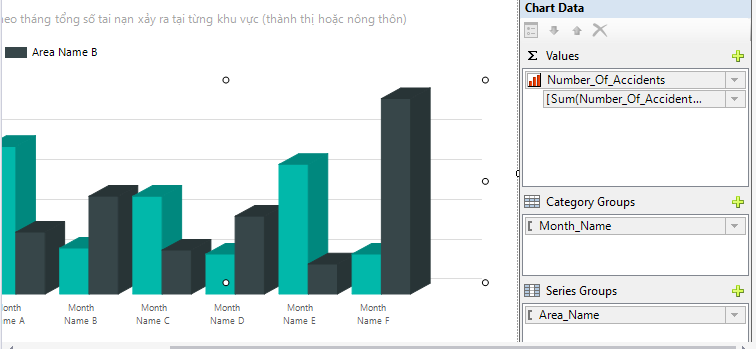 heo tháng tổng số tai nạn xảy ra tại từng khu vực (thành thị hoặc nông thôn)
Area Name B
Month
Name B
Month
Name C
Month
Name D
Month
Name E
Month
Name F
onth
me A
Chart Data
Σ Values
Number_Of_Accidents
[Sum(Number_Of_Accident...
Category Groups
Month_Name
Series Groups
Area_Name